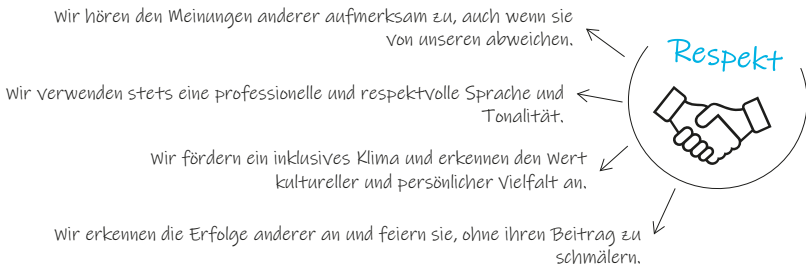 Wir hören den Meinungen anderer aufmerksam zu, auch wenn sie
von unseren abweichen.
Respekt
Wir verwenden stets eine professionelle und respektvolle Sprache und
Tonalität.
Wir fördern ein inklusives Klima und erkennen den Wert
kultureller und persönlicher Vielfalt an.
Wir erkennen die Erfolge anderer an und feiern sie, ohne ihren Beitrag zu
schmälern.